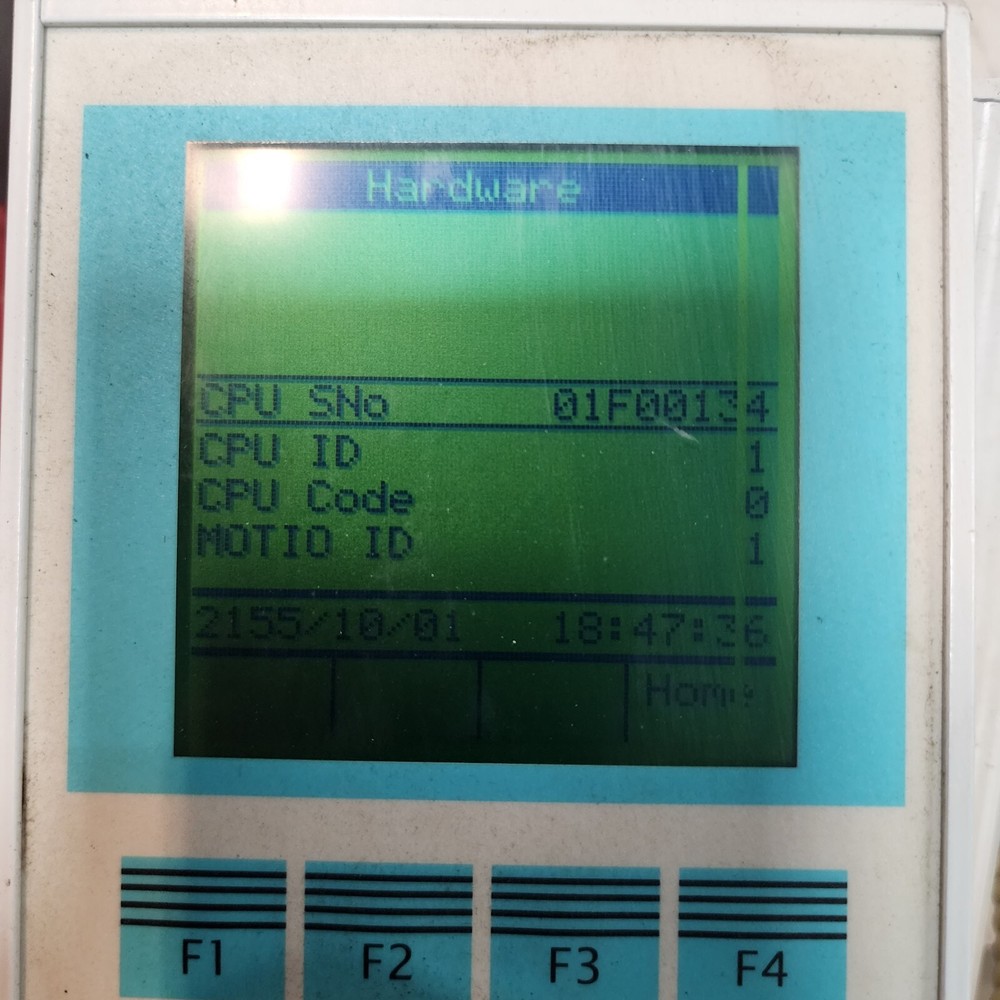 Hardware
CPU SNo 01F00134
CPU ID 1
CPU Code 0
MOTIO ID 1
2155/10/01 18:47:36
Home
F1 F2 F3 F4